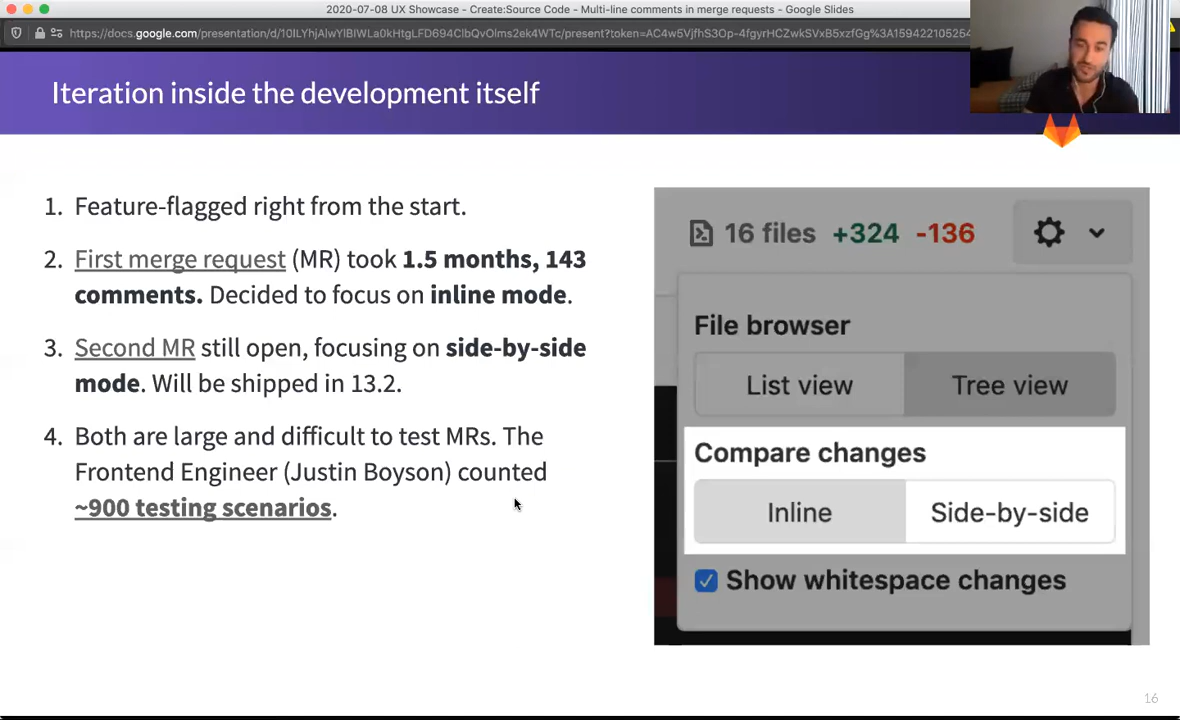 2020-07-08 UX Showcase - Create:Source Code - Multi-line comments in merge requests - Google Slides
Iteration inside the development itself
1. Feature-flagged right from the start.
2. First merge request (MR) took 1.5 months, 143
comments. Decided to focus on inline mode.
3. Second MR still open, focusing on side-by-side
mode. Will be shipped in 13.2.
4. Both are large and difficult to test MRs. The
Frontend Engineer (Justin Boyson) counted
~900 testing scenarios.
16 files +324 -136
File browser
List view Tree view
Compare changes
Inline Side-by-side
Show whitespace changes
16